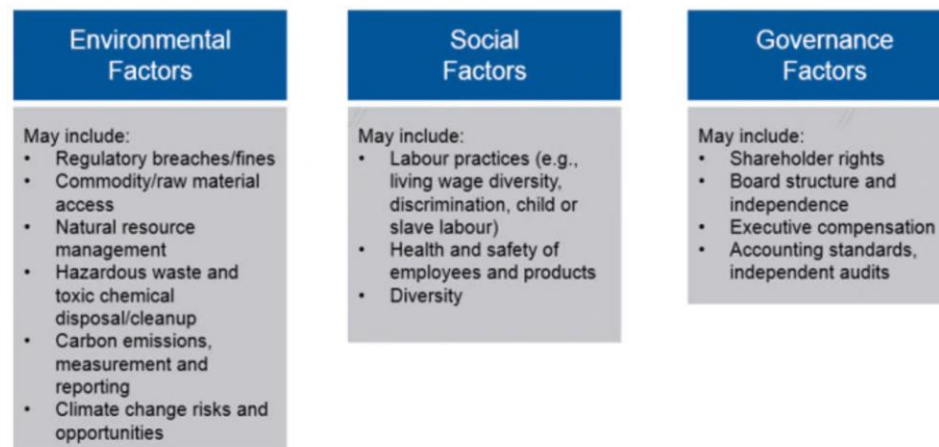 Environmental
Factors
May include:
• Regulatory breaches/fines
• Commodity/raw material
access
• Natural resource
management
• Hazardous waste and
toxic chemical
disposal/cleanup
• Carbon emissions,
measurement and
reporting
• Climate change risks and
opportunities
Social
Factors
May include:
• Labour practices (e.g.,
living wage diversity,
discrimination, child or
slave labour)
• Health and safety of
employees and products
• Diversity
Governance
Factors
May include:
• Shareholder rights
• Board structure and
independence
• Executive compensation
• Accounting standards,
independent audits